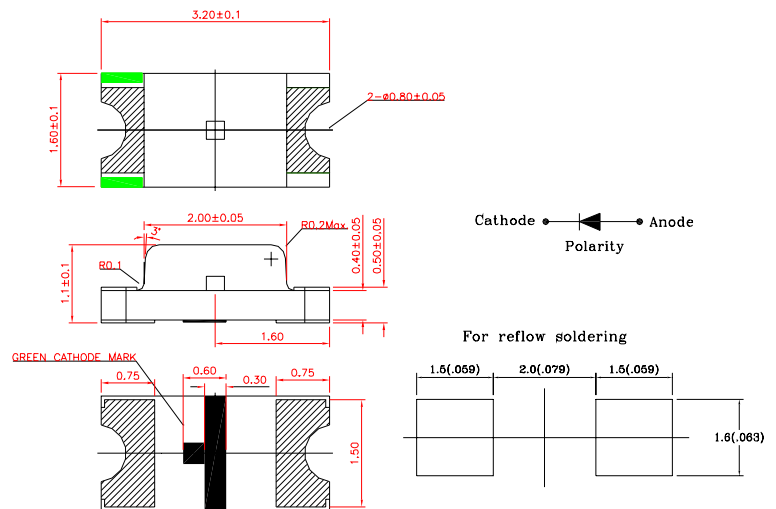 3.20±0.1
1.60±0.1
2-ø0.80±0.05
2.00±0.05
R0.2Max.
3°
R0.1
1.1±0.1
0.40±0.05
0.50±0.05
1.60
Cathode
Anode
Polarity
GREEN CATHODE MARK
0.75
0.60
0.30
0.75
1.50
For reflow soldering
1.5(.059)
2.0(.079)
1.5(.059)
1.6(.063)